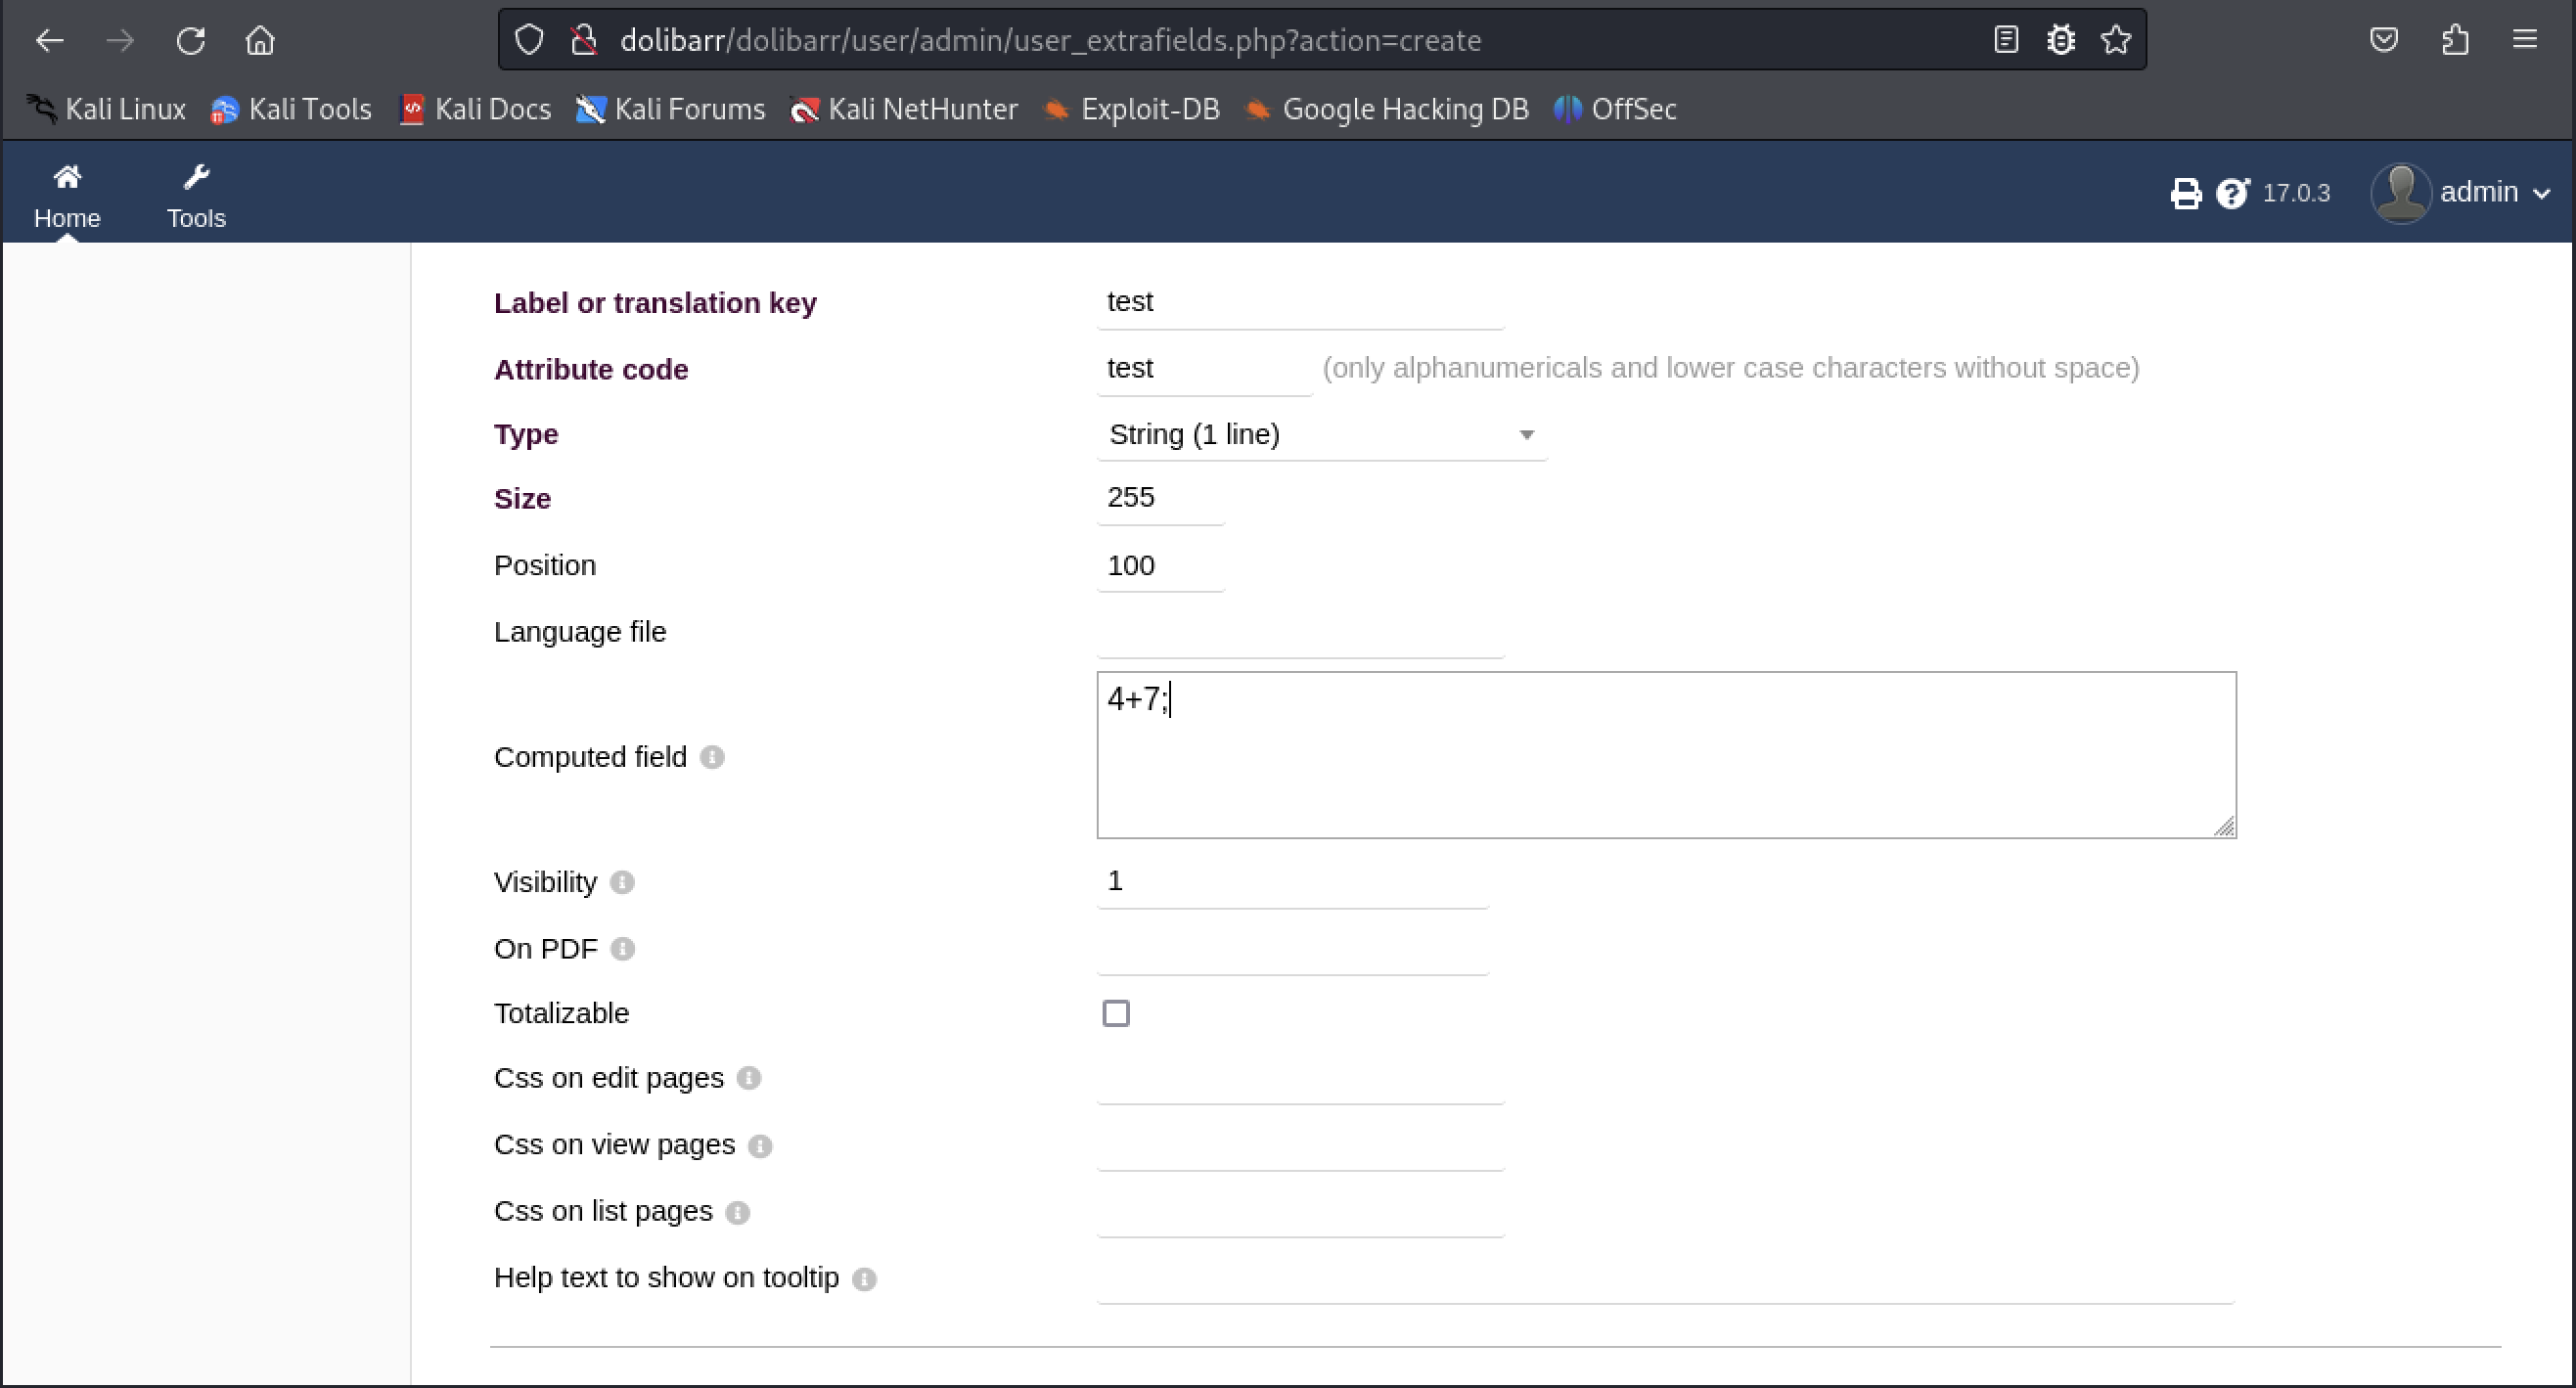 dolibarr/dolibarr/user/admin/user_extrafields.php?action=create
Kali Linux Kali Tools Kali Docs Kali Forums Kali NetHunter Exploit-DB Google Hacking DB OffSec
Home Tools 17.0.3 admin
Label or translation key test
Attribute code test (only alphanumericals and lower case characters without space)
Type String (1 line)
Size 255
Position 100
Language file
4+7;
Computed field
Visibility 1
On PDF
Totalizable
Css on edit pages
Css on view pages
Css on list pages
Help text to show on tooltip